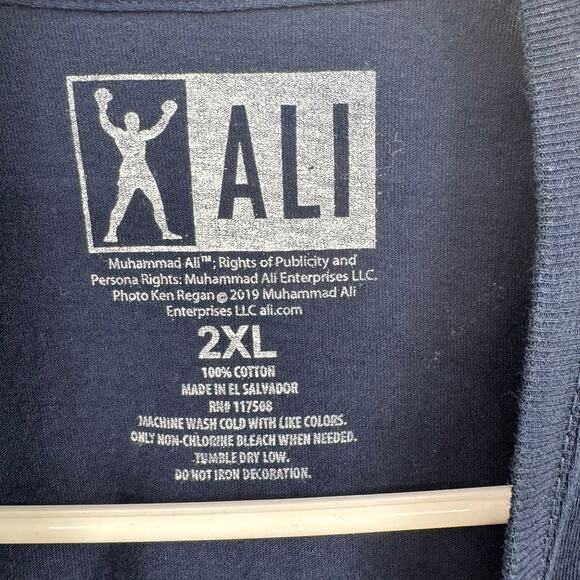 ALI
Muhammad Ali™; Rights of Publicity and
Persona Rights: Muhammad Ali Enterprises LLC.
Photo Ken Regan © 2019 Muhammad Ali
Enterprises LLC ali.com
2XL
100% COTTON
MADE IN EL SALVADOR
RN# 117508
MACHINE WASH COLD WITH LIKE COLORS.
ONLY NON-CHLORINE BLEACH WHEN NEEDED.
TUMBLE DRY LOW.
DO NOT IRON DECORATION.